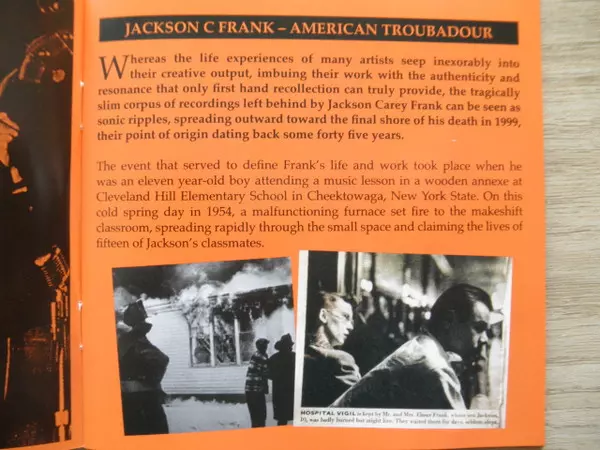 JACKSON C FRANK – AMERICAN TROUBADOUR
Whereas the life experiences of many artists seep inexorably into
their creative output, imbuing their work with the authenticity and
resonance that only first hand recollection can truly provide, the tragically
slim corpus of recordings left behind by Jackson Carey Frank can be seen as
sonic ripples, spreading outward toward the final shore of his death in 1999,
their point of origin dating back some forty five years.
The event that served to define Frank's life and work took place when he
was an eleven year-old boy attending a music lesson in a wooden annexe at
Cleveland Hill Elementary School in Cheektowaga, New York State. On this
cold spring day in 1954, a malfunctioning furnace set fire to the makeshift
classroom, spreading rapidly through the small space and claiming the lives of
fifteen of Jackson's classmates.
HOSPITAL VIGIL is kept by Mr. and Mrs. Elmer Frank, whose son Jackson,
10, was badly burned but might live. They waited there for days, seldom slept.